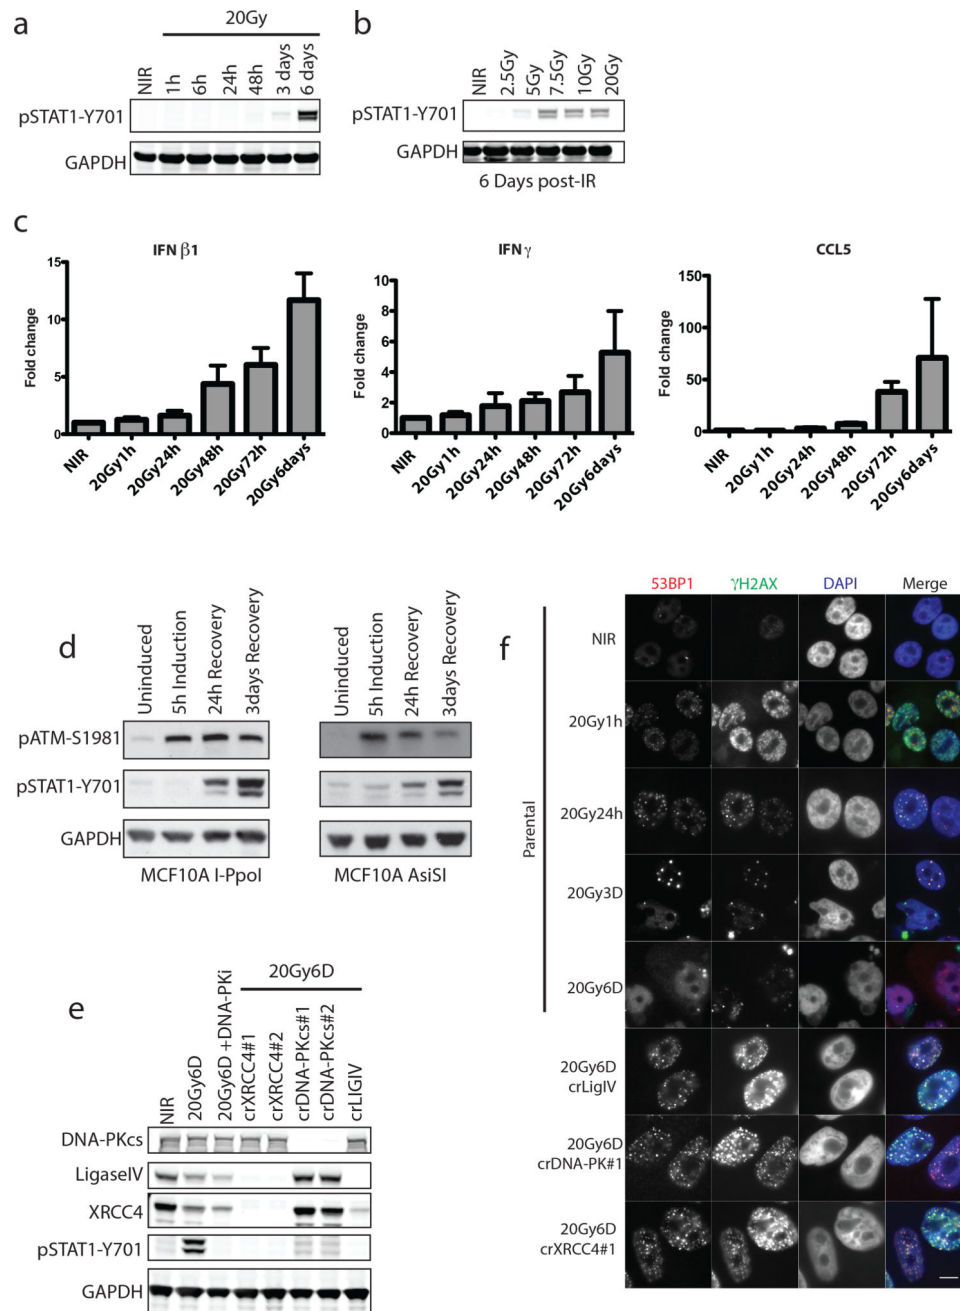 a
20Gy
NIR
1h
6h
24h
48h
3 days
6 days
pSTAT1-Y701
GAPDH
b
NIR
2.5Gy
5Gy
7.5Gy
10Gy
20Gy
pSTAT1-Y701
GAPDH
6 Days post-IR
c
IFN β1
Fold change
15
10
5
0
NIR
20Gy1h
20Gy24h
20Gy48h
20Gy72h
20Gy6days
IFN γ
Fold change
10
8
6
4
2
0
NIR
20Gy1h
20Gy24h
20Gy48h
20Gy72h
20Gy6days
CCL5
Fold change
150
100
50
0
NIR
20Gy1h
20Gy24h
20Gy48h
20Gy72h
20Gy6days
d
Uninduced
5h Induction
24h Recovery
3days Recovery
pATM-S1981
pSTAT1-Y701
GAPDH
MCF10A I-PpoI
Uninduced
5h Induction
24h Recovery
3days Recovery
MCF10A AsiSI
e
20Gy6D
NIR
20Gy6D
20Gy6D +DNA-PKi
crXRCC4#1
crXRCC4#2
crDNA-PKcs#1
crDNA-PKcs#2
crLIGIV
DNA-PKcs
LigaseIV
XRCC4
pSTAT1-Y701
GAPDH
f
53BP1 γH2AX DAPI Merge
Parental
NIR
20Gy1h
20Gy24h
20Gy3D
20Gy6D
20Gy6D
crLigIV
20Gy6D
crDNA-PK#1
20Gy6D
crXRCC4#1